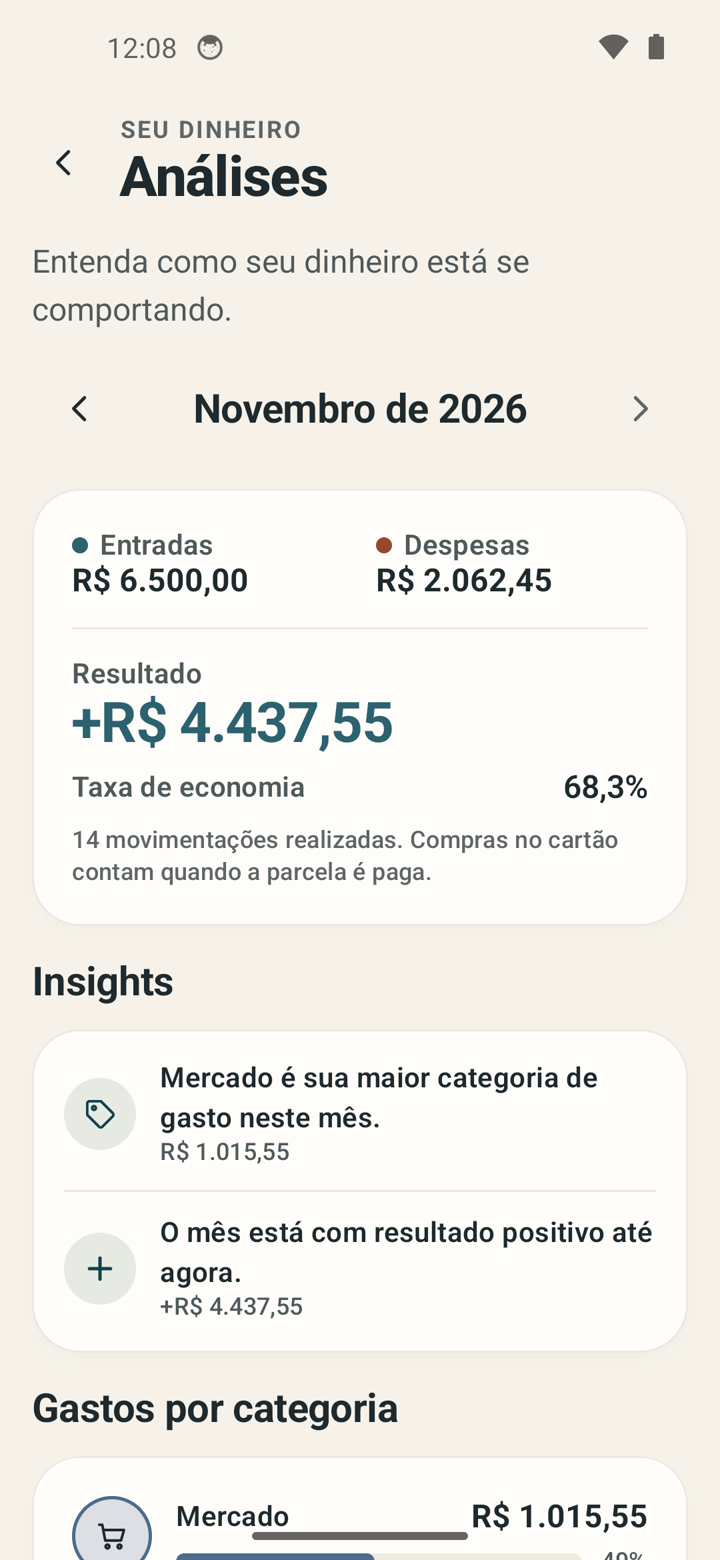 12:08
SEU DINHEIRO
Análises
Entenda como seu dinheiro está se
comportando.
Novembro de 2026
Entradas
R$ 6.500,00
Despesas
R$ 2.062,45
Resultado
+R$ 4.437,55
Taxa de economia
68,3%
14 movimentações realizadas. Compras no cartão
contam quando a parcela é paga.
Insights
Mercado é sua maior categoria de
gasto neste mês.
R$ 1.015,55
O mês está com resultado positivo até
agora.
+R$ 4.437,55
Gastos por categoria
Mercado
R$ 1.015,55